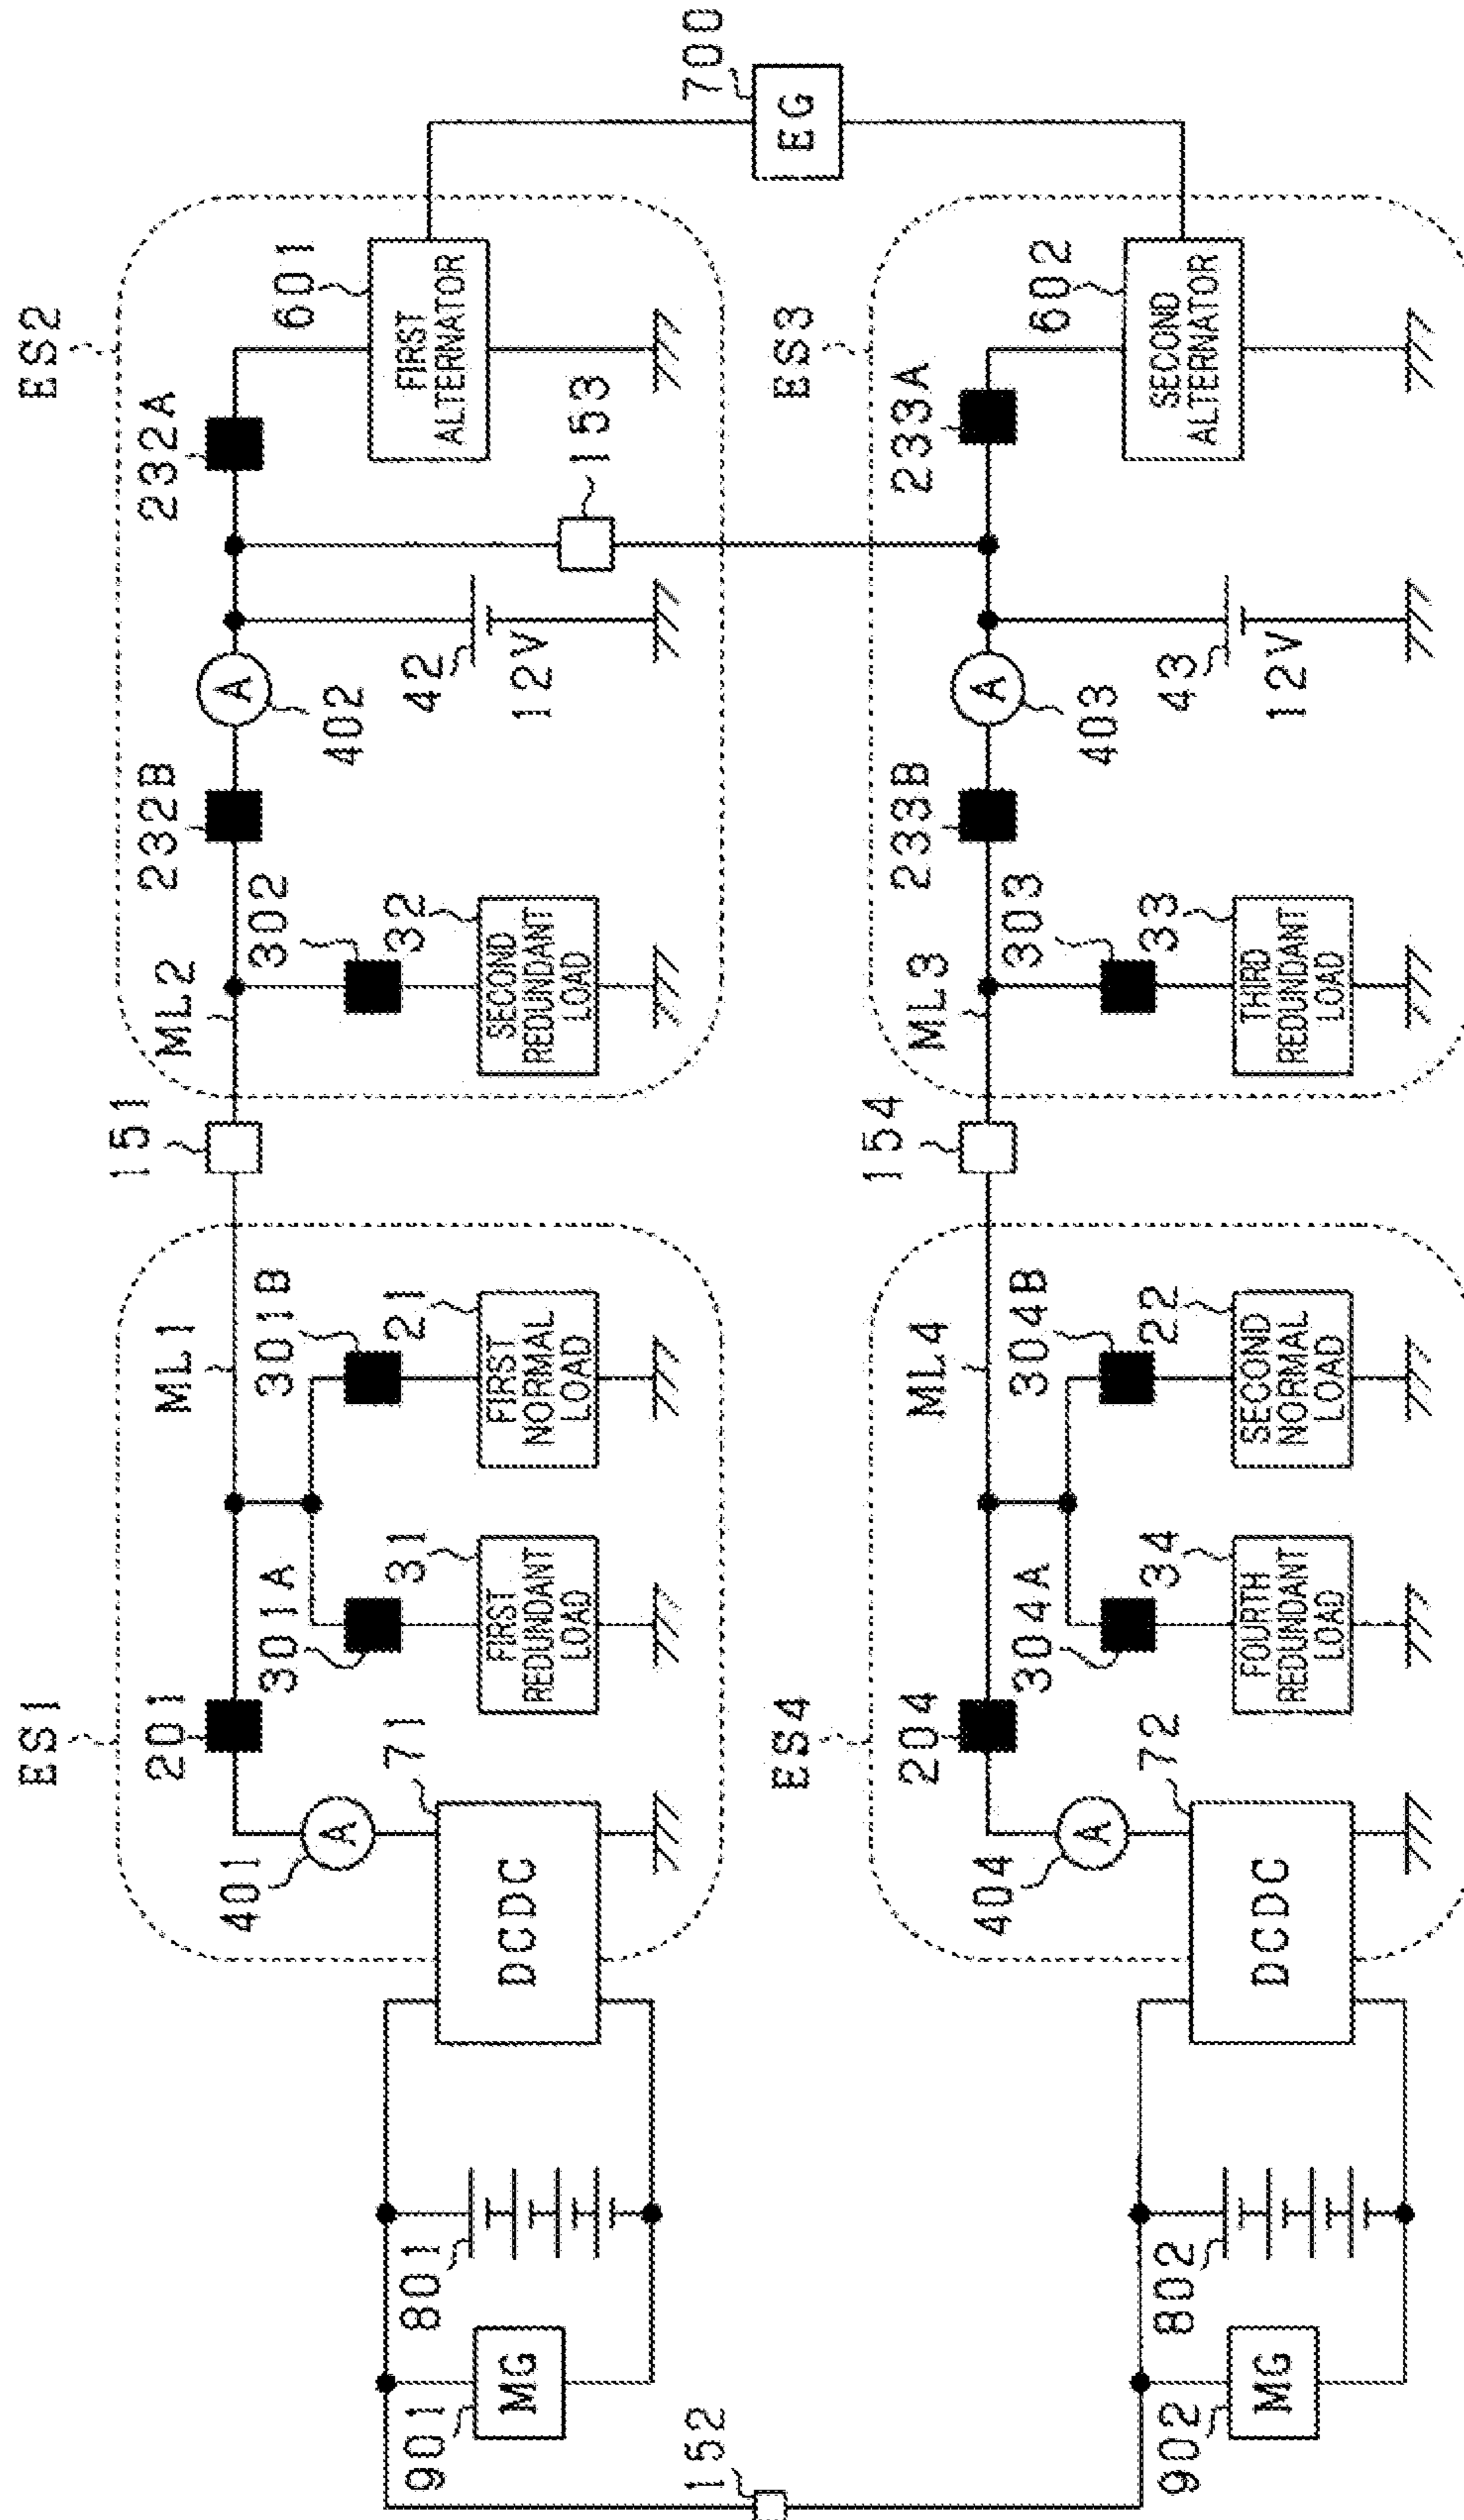 ES1
ES2
201
ML1
151
ML2
232B
232A
401
A
71
301A
301B
302
A
402
601
31
21
32
42
12V
153
DCDC
FIRST
REDUNDANT
LOAD
FIRST
NORMAL
LOAD
SECOND
REDUNDANT
LOAD
FIRST
ALTERNATOR
801
901
MG
152
700
EG
ES4
ES3
204
ML4
154
ML3
233B
233A
404
A
72
304A
304B
303
A
403
602
34
22
33
43
12V
DCDC
FOURTH
REDUNDANT
LOAD
SECOND
NORMAL
LOAD
THIRD
REDUNDANT
LOAD
SECOND
ALTERNATOR
802
902
MG